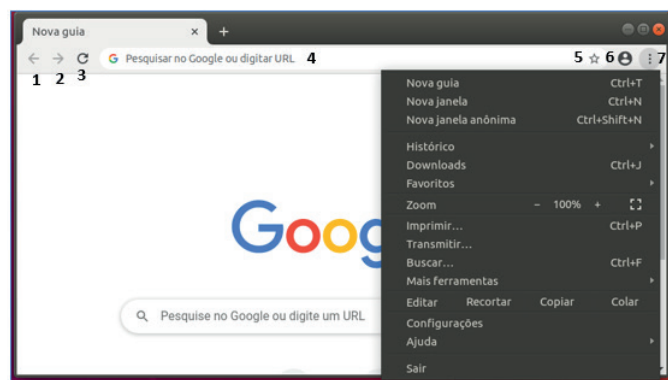 Nova guia × +
Pesquisar no Google ou digitar URL 4 5 6 7
1 2 3
Nova guia Ctrl+T
Nova janela Ctrl+N
Nova janela anônima Ctrl+Shift+N
Histórico
Downloads Ctrl+J
Favoritos
Zoom − 100% +
Imprimir... Ctrl+P
Transmitir...
Buscar... Ctrl+F
Mais ferramentas
Editar Recortar Copiar Colar
Configurações
Ajuda
Sair
Goog
Pesquise no Google ou digite um URL